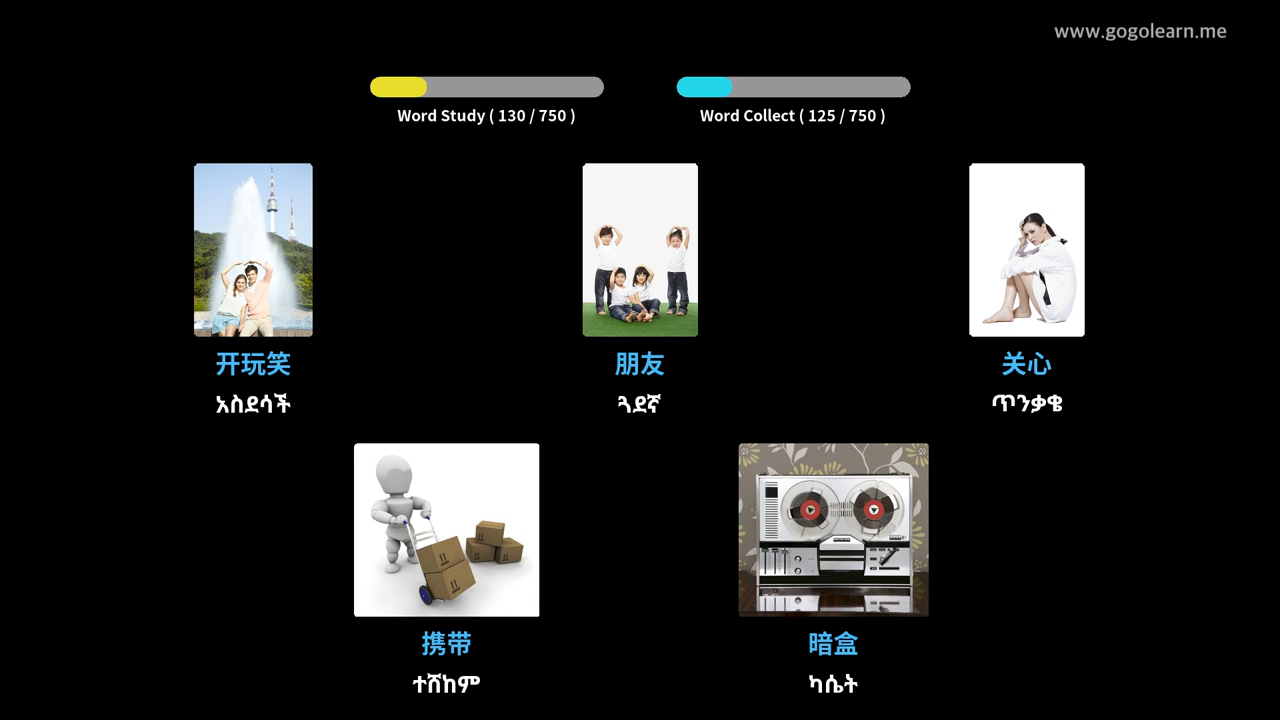 www.gogolearn.me
Word Study ( 130 / 750 )
Word Collect ( 125 / 750 )
开玩笑
አስደሳች
朋友
ጓደኛ
关心
ጥንቃቄ
携带
ተሸከም
暗盒
ካሴት